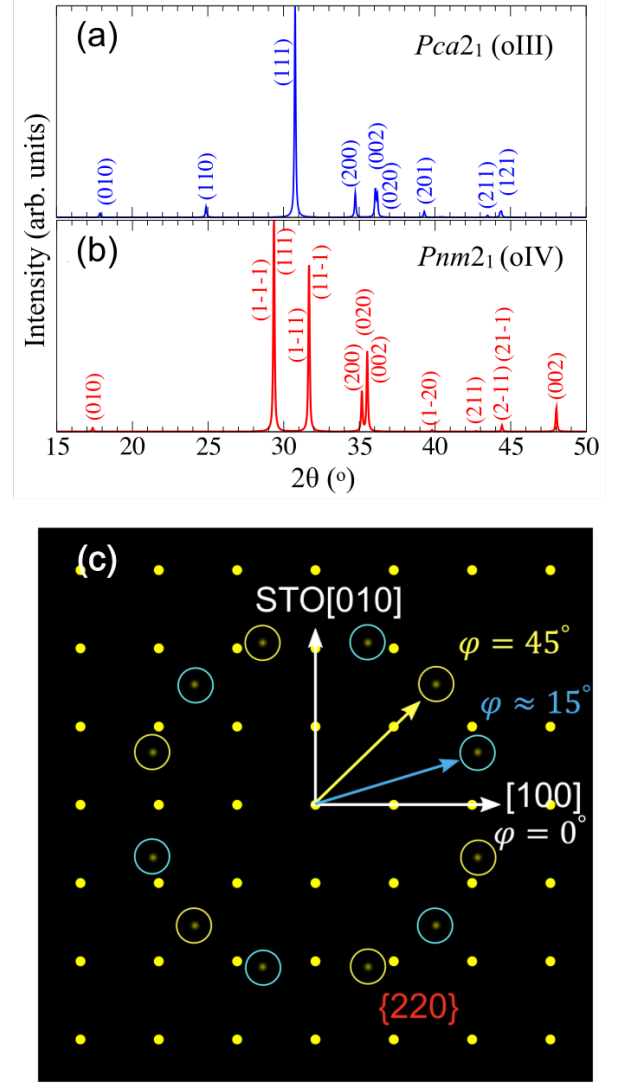 (a)
Pca2₁ (oIII)
(010)
(110)
(111)
(200)
(002)
(020)
(201)
(211)
(121)
Intensity (arb. units)
(b)
Pnm2₁ (oIV)
(010)
(1-1-1)
(111)
(1-11)
(11-1)
(200)
(020)
(002)
(1-20)
(211)
(2-11)
(21-1)
(002)
15 20 25 30 35 40 45 50
2θ (°)
(c)
STO[010]
φ = 45°
φ ≈ 15°
[100]
φ = 0°
{220}